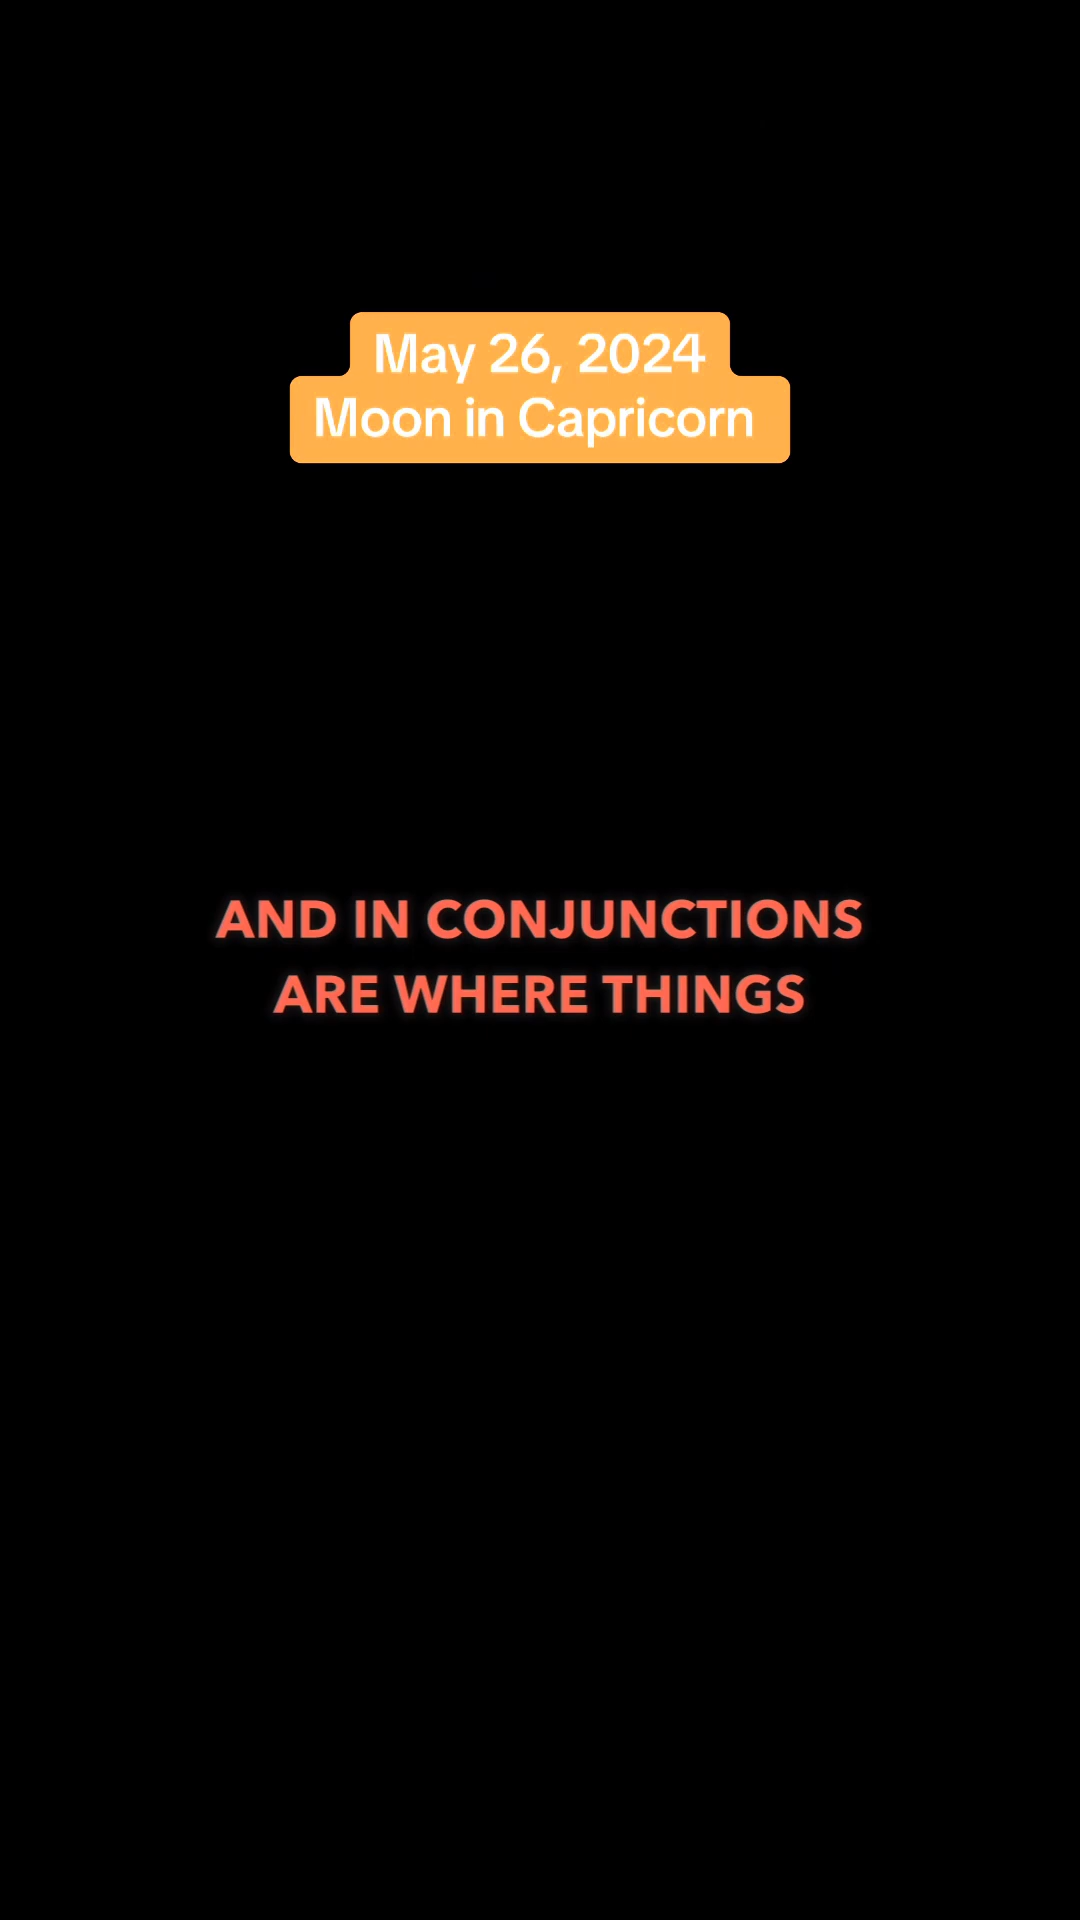 May 26, 2024
Moon in Capricorn
AND IN CONJUNCTIONS
ARE WHERE THINGS